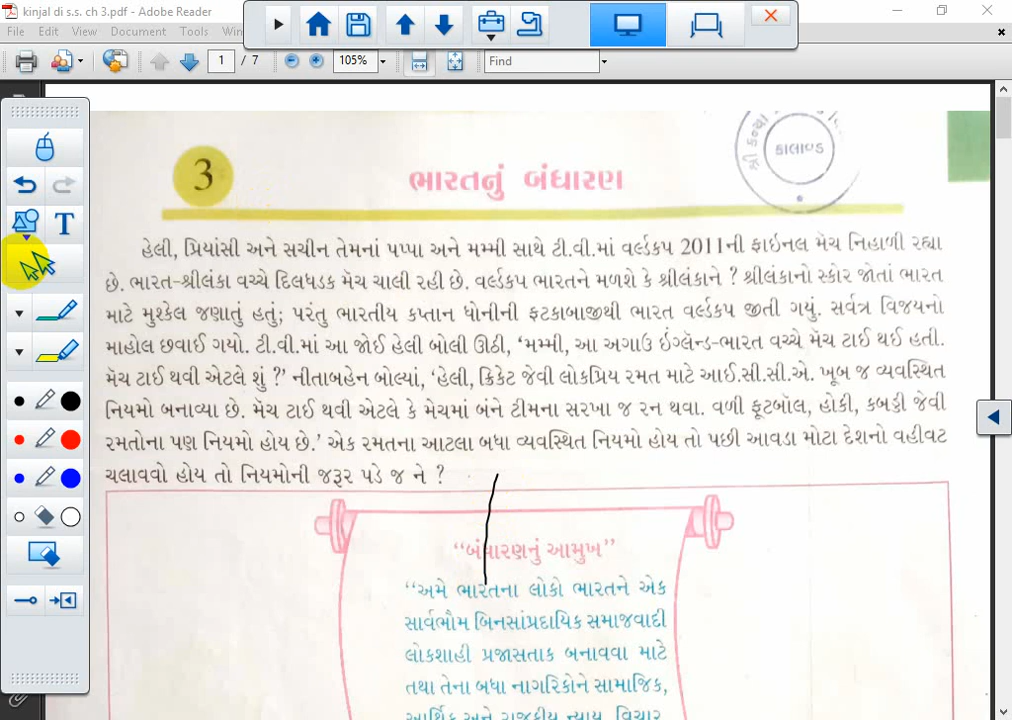 kinjal di s.s. ch 3.pdf - Adobe Reader
File Edit View Document Tools
1 / 7 105% Find
T
3
ભારતનું બંધારણ
શ્રી કન્યા
કાલાવડ
હેલી, પ્રિયાંસી અને સચીન તેમનાં પપ્પા અને મમ્મી સાથે ટી.વી.માં વર્લ્ડકપ 2011ની ફાઇનલ મૅચ નિહાળી રહ્યા
છે. ભારત-શ્રીલંકા વચ્ચે દિલધડક મૅચ ચાલી રહી છે. વર્લ્ડકપ ભારતને મળશે કે શ્રીલંકાને ? શ્રીલંકાનો સ્કોર જોતાં ભારત
માટે મુશ્કેલ જણાતું હતું; પરંતુ ભારતીય કપ્તાન ધોનીની ફટકાબાજીથી ભારત વર્લ્ડકપ જીતી ગયું. સર્વત્ર વિજયનો
માહોલ છવાઈ ગયો. ટી.વી.માં આ જોઈ હેલી બોલી ઊઠી, ‘મમ્મી, આ અગાઉ ઇંગ્લૅન્ડ-ભારત વચ્ચે મૅચ ટાઈ થઈ હતી.
મૅચ ટાઈ થવી એટલે શું ?’ નીતાબહેન બોલ્યાં, ‘હેલી, ક્રિકેટ જેવી લોકપ્રિય રમત માટે આઈ.સી.સી.એ. ખૂબ જ વ્યવસ્થિત
નિયમો બનાવ્યા છે. મૅચ ટાઈ થવી એટલે કે મેચમાં બંને ટીમના સરખા જ રન થવા. વળી ફૂટબૉલ, હોકી, કબડ્ડી જેવી
રમતોના પણ નિયમો હોય છે.’ એક રમતના આટલા બધા વ્યવસ્થિત નિયમો હોય તો પછી આવડા મોટા દેશનો વહીવટ
ચલાવવો હોય તો નિયમોની જરૂર પડે જ ને ?
“બંધારણનું આમુખ”
“અમે ભારતના લોકો ભારતને એક
સાર્વભૌમ બિનસાંપ્રદાયિક સમાજવાદી
લોકશાહી પ્રજાસત્તાક બનાવવા માટે
તથા તેના બધા નાગરિકોને સામાજિક,
આર્થિક અને રાજકીય ન્યાય, વિચાર,